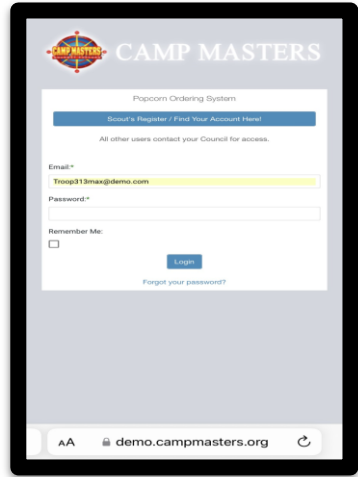 CAMP MASTERS
CAMP MASTERS
Popcorn Ordering System
Scout's Register / Find Your Account Here!
All other users contact your Council for access.
Email:*
Troop313max@demo.com
Password:*
Remember Me:
Login
Forgot your password?
AA demo.campmasters.org